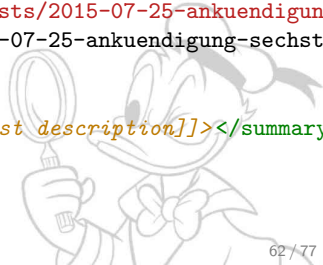 sts/2015-07-25-ankuendigun
-07-25-ankuendigung-sechst
st description]]></summary
62 / 77